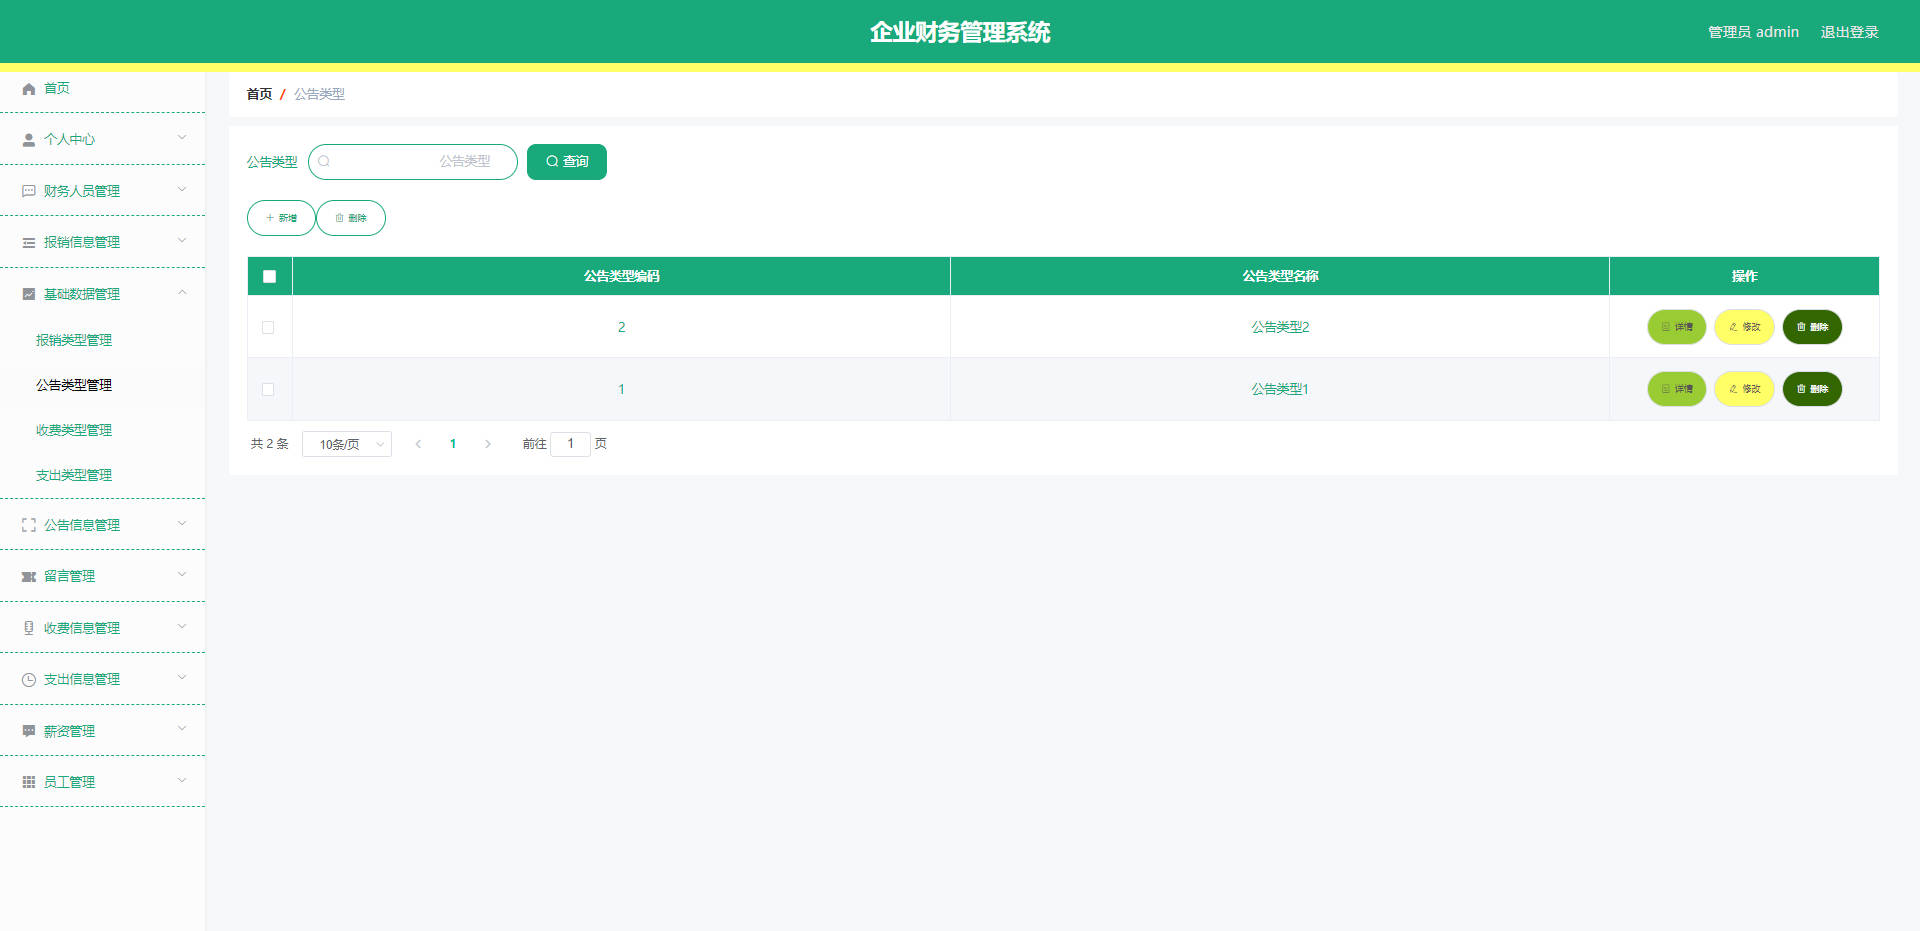 企业财务管理系统
管理员 admin 退出登录
首页
个人中心
财务人员管理
报销信息管理
基础数据管理
报销类型管理
公告类型管理
收费类型管理
支出类型管理
公告信息管理
留言管理
收费信息管理
支出信息管理
薪资管理
员工管理
首页 / 公告类型
公告类型 公告类型 查询
新增 删除
公告类型编码 公告类型名称 操作
2 公告类型2 详情 修改 删除
1 公告类型1 详情 修改 删除
共 2 条 10条/页 1 前往 1 页